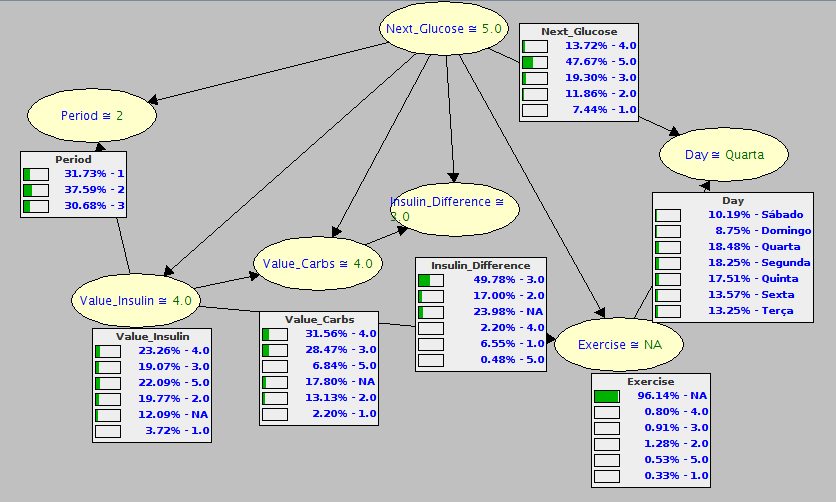 Next_Glucose ≅ 5.0
Next_Glucose
13.72% - 4.0
47.67% - 5.0
19.30% - 3.0
11.86% - 2.0
7.44% - 1.0
Period ≅ 2
Period
31.73% - 1
37.59% - 2
30.68% - 3
Day ≅ Quarta
Day
10.19% - Sábado
8.75% - Domingo
18.48% - Quarta
18.25% - Segunda
17.51% - Quinta
13.57% - Sexta
13.25% - Terça
Insulin_Difference ≅
3.0
Insulin_Difference
49.78% - 3.0
17.00% - 2.0
23.98% - NA
2.20% - 4.0
6.55% - 1.0
0.48% - 5.0
Value_Carbs ≅ 4.0
Value_Carbs
31.56% - 4.0
28.47% - 3.0
6.84% - 5.0
17.80% - NA
13.13% - 2.0
2.20% - 1.0
Value_Insulin ≅ 4.0
Value_Insulin
23.26% - 4.0
19.07% - 3.0
22.09% - 5.0
19.77% - 2.0
12.09% - NA
3.72% - 1.0
Exercise ≅ NA
Exercise
96.14% - NA
0.80% - 4.0
0.91% - 3.0
1.28% - 2.0
0.53% - 5.0
0.33% - 1.0